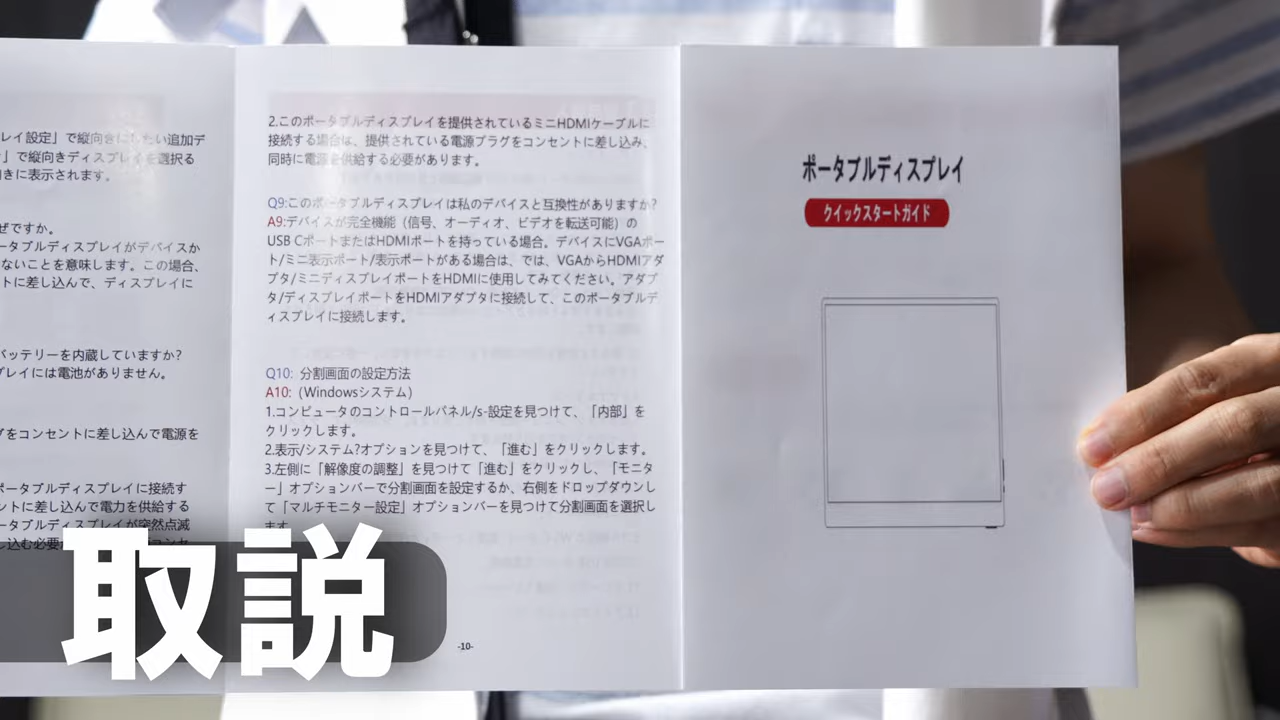 レイ設定」で縦向きにしたい追加デ
」で縦向きディスプレイを選択る
きに表示されます。
ぜですか。
ータブルディスプレイがデバイスか
ないことを意味します。この場合、
トに差し込んで、ディスプレイに
バッテリーを内蔵していますか?
プレイには電池がありません。
グをコンセントに差し込んで電源を
ポータブルディスプレイに接続す
ントに差し込んで電力を供給する
ータブルディスプレイが突然点滅
し込む必要が
コンセ
2.このポータブルディスプレイを提供されているミニHDMIケーブルに
接続する場合は、提供されている電源プラグをコンセントに差し込み、
同時に電源を供給する必要があります。
Q9:このポータブルディスプレイは私のデバイスと互換性がありますか?
A9:デバイスが完全機能（信号、オーディオ、ビデオを転送可能）の
USB CポートまたはHDMIポートを持っている場合。デバイスにVGAポー
ト/ミニ表示ポート/表示ポートがある場合は、では、VGAからHDMIアダ
プタ/ミニディスプレイポートをHDMIに使用してみてください。アダプ
タ/ディスプレイポートをHDMIアダプタに接続して、このポータブルデ
ィスプレイに接続します。
Q10: 分割画面の設定方法
A10: (Windowsシステム)
1.コンピュータのコントロールパネル/s-設定を見つけて、「内部」を
クリックします。
2.表示/システム?オプションを見つけて、「進む」をクリックします。
3.左側に「解像度の調整」を見つけて「進む」をクリックし、「モニタ
ー」オプションバーで分割画面を設定するか、右側をドロップダウンし
て「マルチモニター設定」オプションバーを見つけて分割画面を選択し
ます。
-10-
ポータブルディスプレイ
クイックスタートガイド
取説